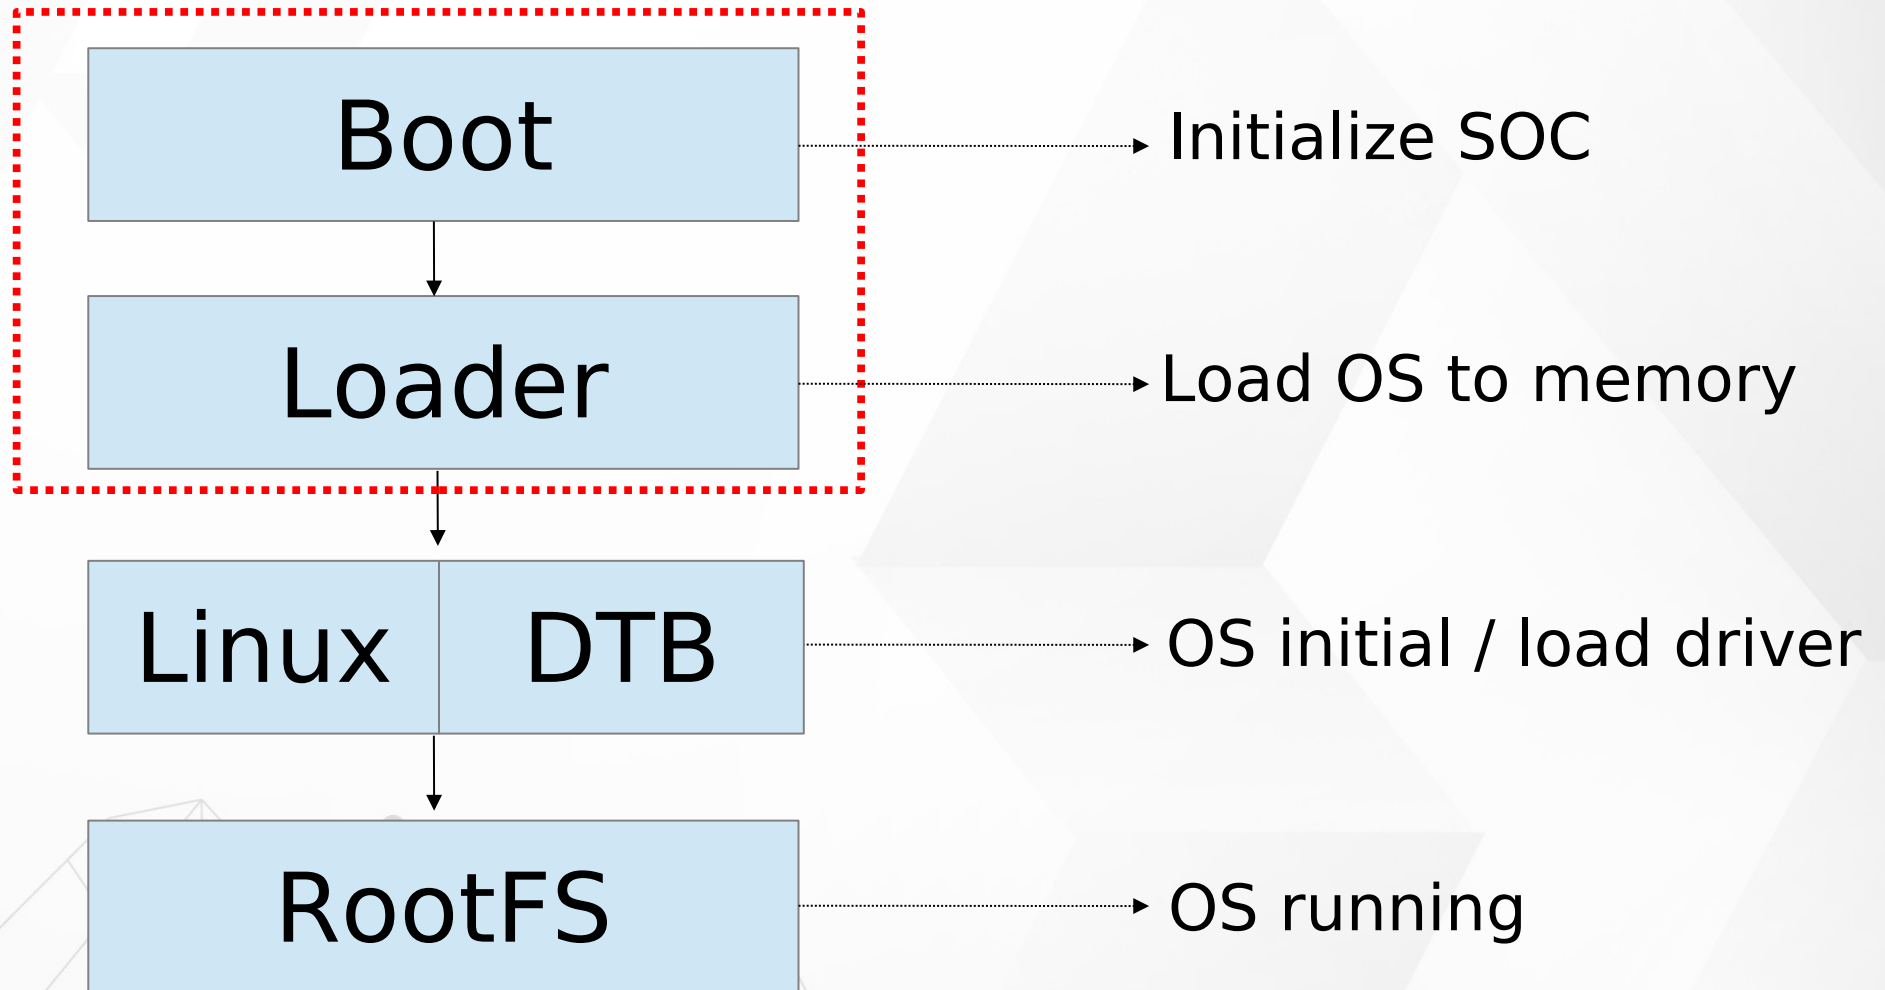 Boot
Initialize SOC
Loader
Load OS to memory
Linux
DTB
OS initial / load driver
RootFS
OS running